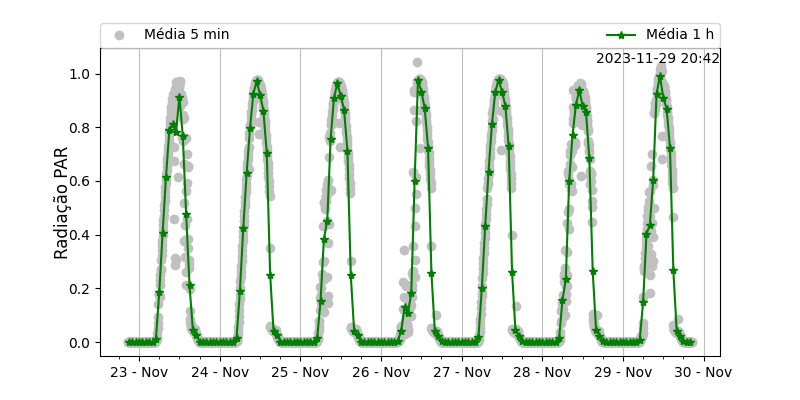 Média 5 min
Média 1 h
2023-11-29 20:42
Radiação PAR
1.0
0.8
0.6
0.4
0.2
0.0
23 - Nov
24 - Nov
25 - Nov
26 - Nov
27 - Nov
28 - Nov
29 - Nov
30 - Nov